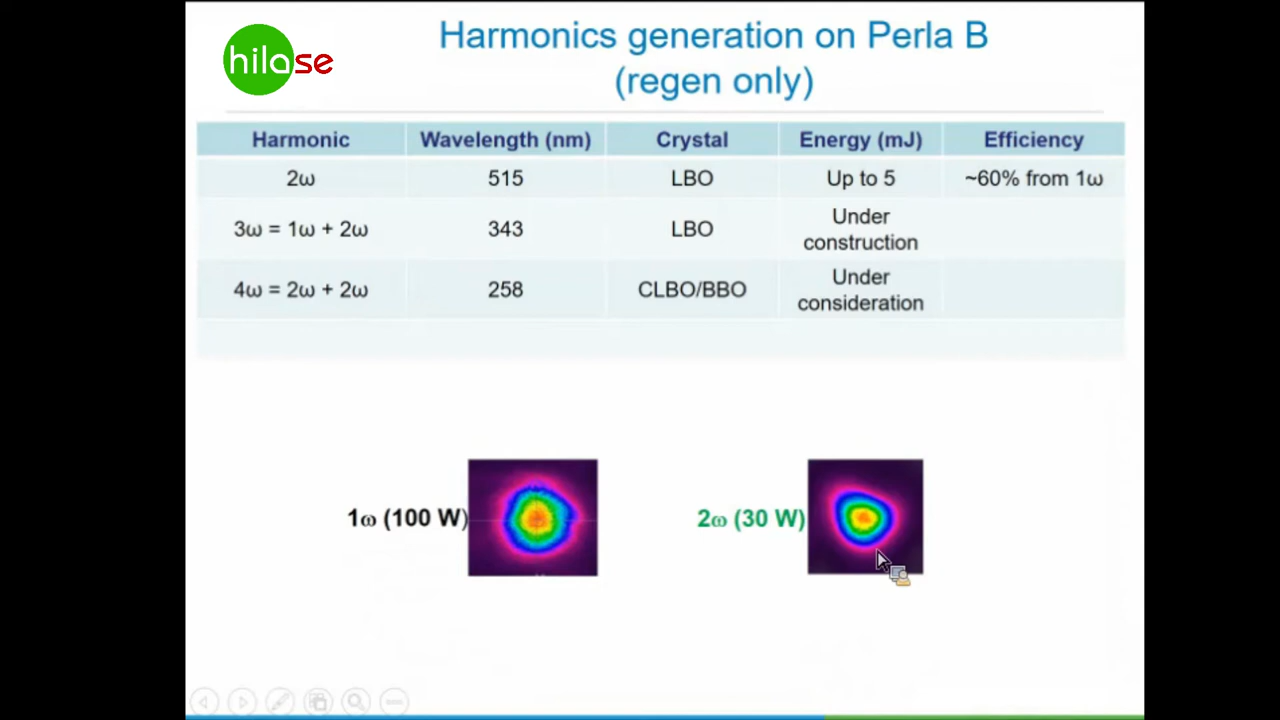 hilase
Harmonics generation on Perla B
(regen only)
Harmonic Wavelength (nm) Crystal Energy (mJ) Efficiency
2ω 515 LBO Up to 5 ~60% from 1ω
3ω = 1ω + 2ω 343 LBO Under
construction
4ω = 2ω + 2ω 258 CLBO/BBO Under
consideration
1ω (100 W)
2ω (30 W)